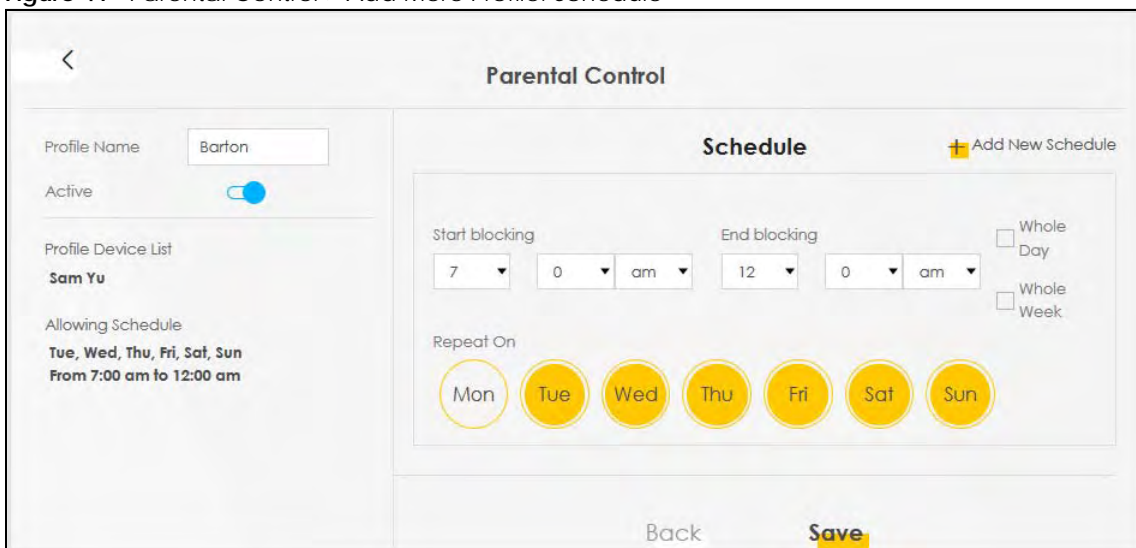 Parental Control
Profile Name Barton
Active
Profile Device List
Sam Yu
Allowing Schedule
Tue, Wed, Thu, Fri, Sat, Sun
From 7:00 am to 12:00 am
Schedule
+ Add New Schedule
Start blocking End blocking
7 0 am 12 0 am
Whole
Day
Whole
Week
Repeat On
Mon Tue Wed Thu Fri Sat Sun
Back Save